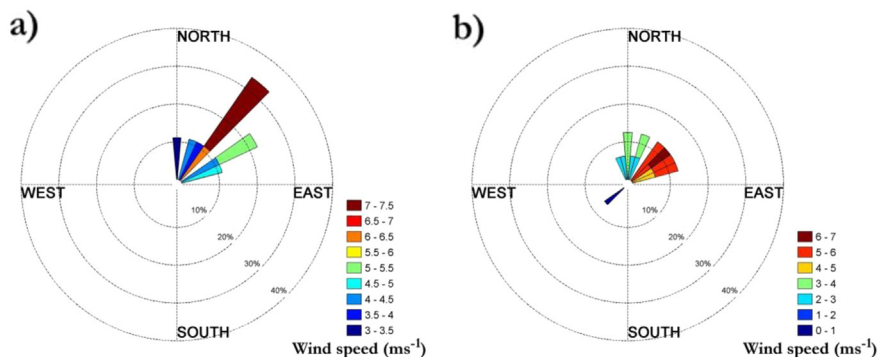 a)
NORTH
WEST
EAST
SOUTH
10%
20%
30%
40%
7 - 7.5
6.5 - 7
6 - 6.5
5.5 - 6
5 - 5.5
4.5 - 5
4 - 4.5
3.5 - 4
3 - 3.5
Wind speed (ms⁻¹)
b)
NORTH
WEST
EAST
SOUTH
10%
20%
30%
40%
6 - 7
5 - 6
4 - 5
3 - 4
2 - 3
1 - 2
0 - 1
Wind speed (ms⁻¹)